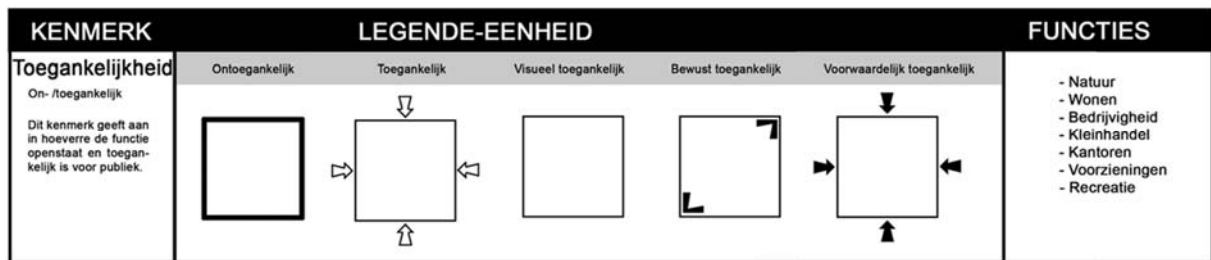 KENMERK
LEGENDE-EENHEID
FUNCTIES
Toegankelijkheid
On- /toegankelijk
Dit kenmerk geeft aan
in hoeverre de functie
openstaat en toegan-
kelijk is voor publiek.
Ontoegankelijk
Toegankelijk
Visueel toegankelijk
Bewust toegankelijk
Voorwaardelijk toegankelijk
- Natuur
- Wonen
- Bedrijvigheid
- Kleinhandel
- Kantoren
- Voorzieningen
- Recreatie